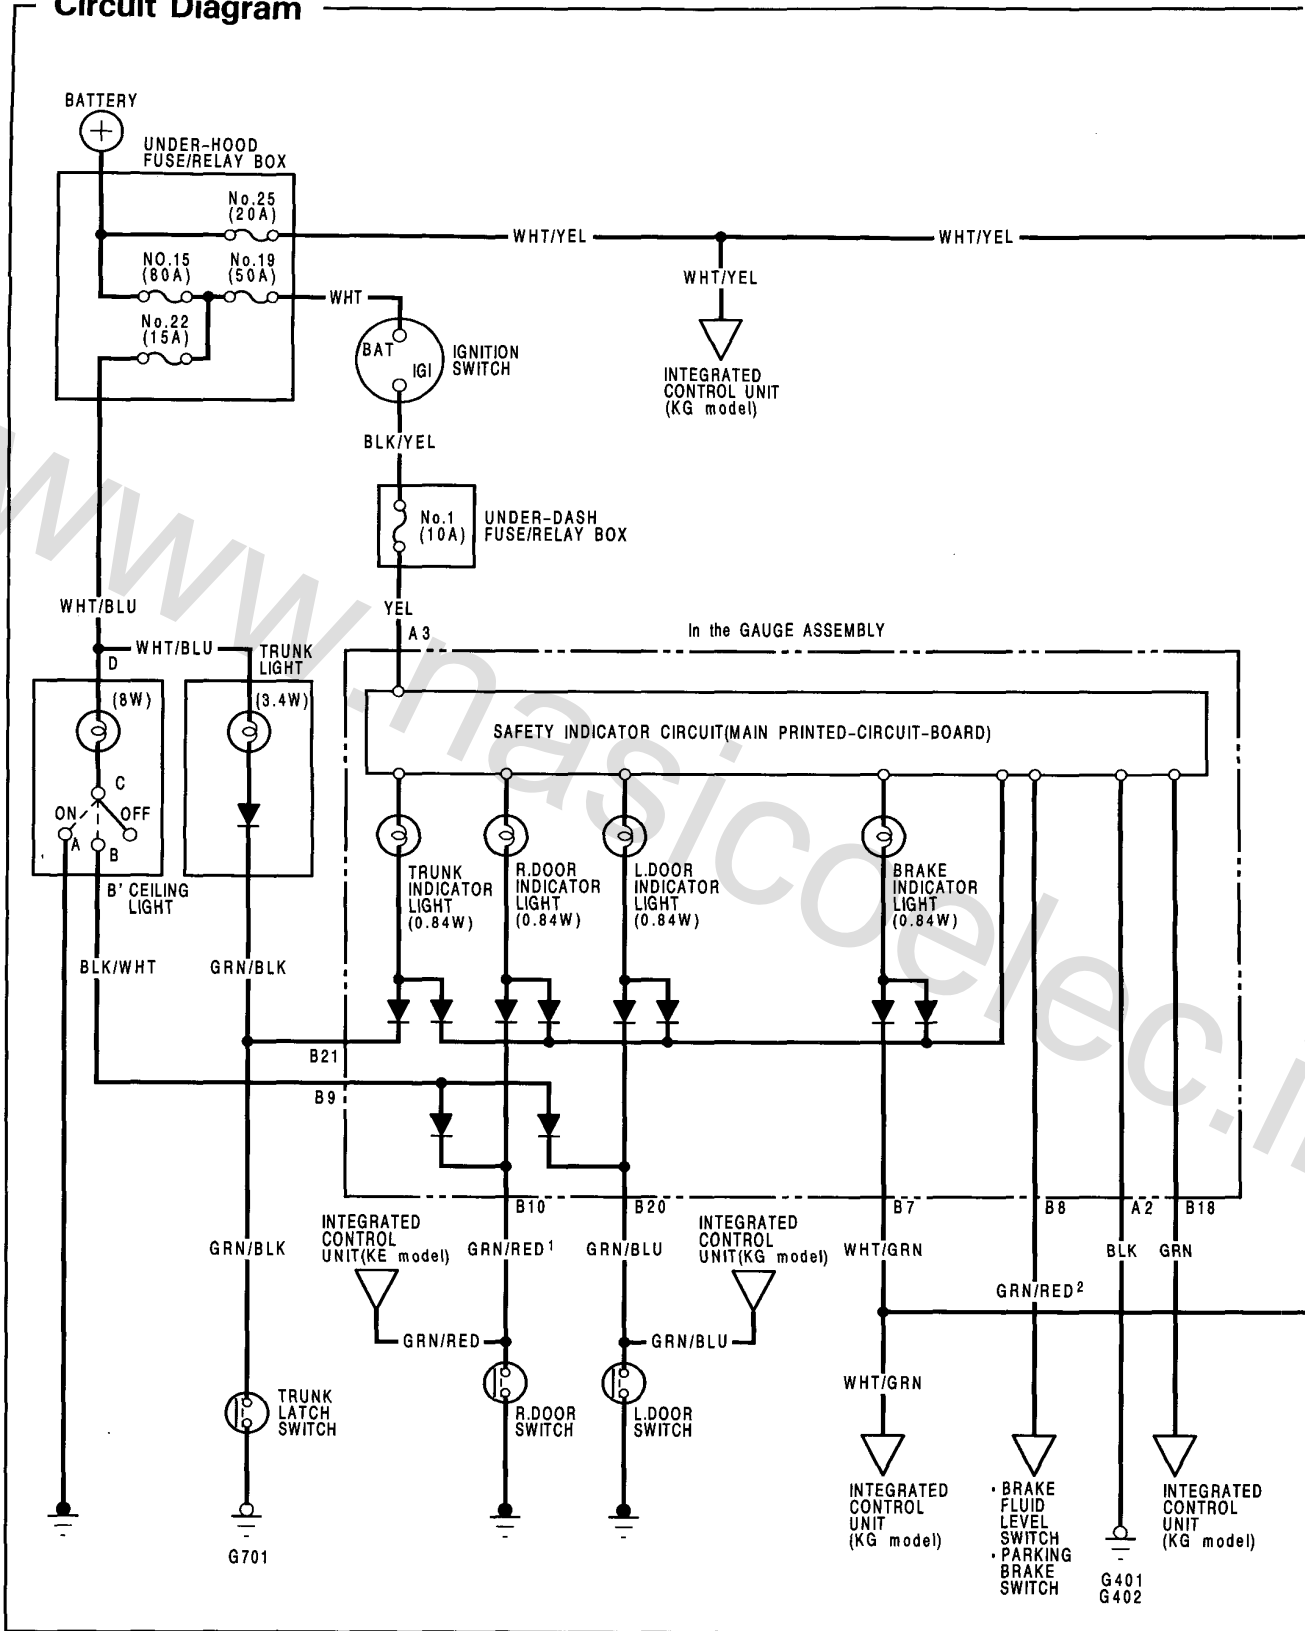 Circuit Diagram
BATTERY
+
UNDER-HOOD
FUSE/RELAY BOX
No.25
(20A)
WHT/YEL
WHT/YEL
NO.15
(80A)
No.19
(50A)
WHT
WHT/YEL
No.22
(15A)
BAT
IGI
IGNITION
SWITCH
INTEGRATED
CONTROL UNIT
(KG model)
BLK/YEL
No.1
(10A)
UNDER-DASH
FUSE/RELAY BOX
WHT/BLU
YEL
A3
In the GAUGE ASSEMBLY
WHT/BLU
D
TRUNK
LIGHT
(8W)
(3.4W)
SAFETY INDICATOR CIRCUIT(MAIN PRINTED-CIRCUIT-BOARD)
C
ON
OFF
A
B
B' CEILING
LIGHT
TRUNK
INDICATOR
LIGHT
(0.84W)
R.DOOR
INDICATOR
LIGHT
(0.84W)
L.DOOR
INDICATOR
LIGHT
(0.84W)
BRAKE
INDICATOR
LIGHT
(0.84W)
BLK/WHT
GRN/BLK
B21
B9
B10
B20
B7
B8
A2
B18
GRN/BLK
INTEGRATED
CONTROL
UNIT(KE model)
GRN/RED1
GRN/BLU
INTEGRATED
CONTROL
UNIT(KG model)
WHT/GRN
BLK
GRN
GRN/RED2
GRN/RED
GRN/BLU
WHT/GRN
TRUNK
LATCH
SWITCH
R.DOOR
SWITCH
L.DOOR
SWITCH
INTEGRATED
CONTROL
UNIT
(KG model)
· BRAKE
FLUID
LEVEL
SWITCH
· PARKING
BRAKE
SWITCH
INTEGRATED
CONTROL
UNIT
(KG model)
G701
G401
G402
www.nasicoelec.i